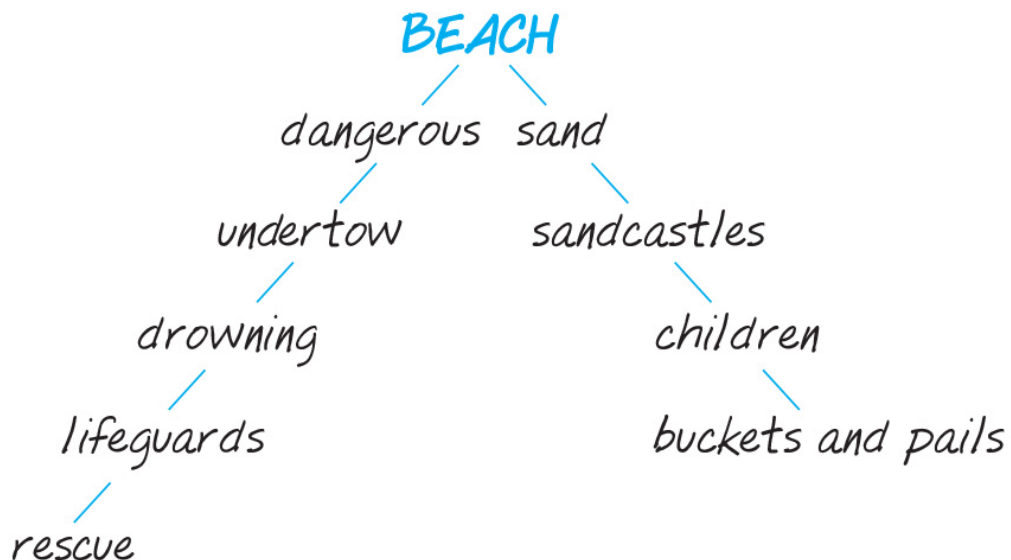 BEACH
dangerous sand
undertow sandcastles
drowning children
lifeguards buckets and pails
rescue